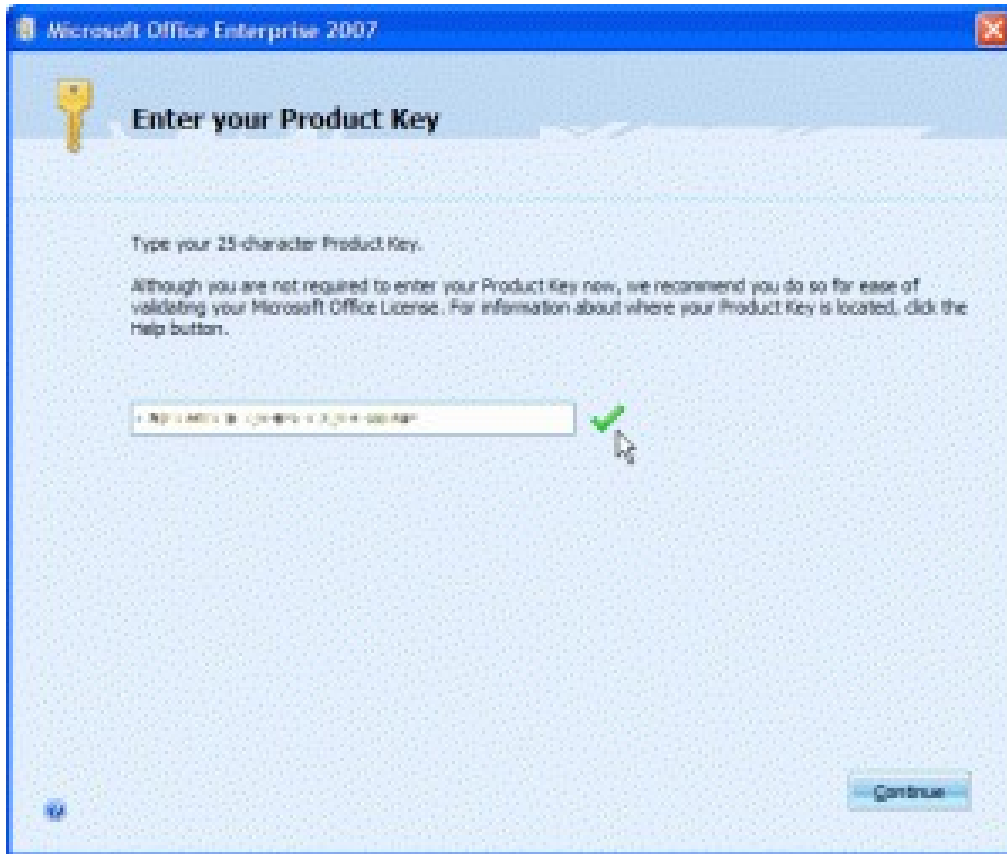 Microsoft Office Enterprise 2007
Enter your Product Key
Type your 25-character Product Key.
Although you are not required to enter your Product Key now, we recommend you do so for ease of
validating your Microsoft Office License. For information about where your Product Key is located, click the
Help button.
Continue